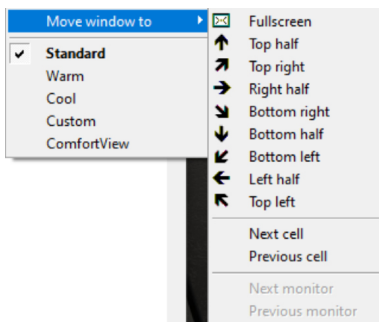 Move window to
Standard
Warm
Cool
Custom
ComfortView
Fullscreen
Top half
Top right
Right half
Bottom right
Bottom half
Bottom left
Left half
Top left
Next cell
Previous cell
Next monitor
Previous monitor